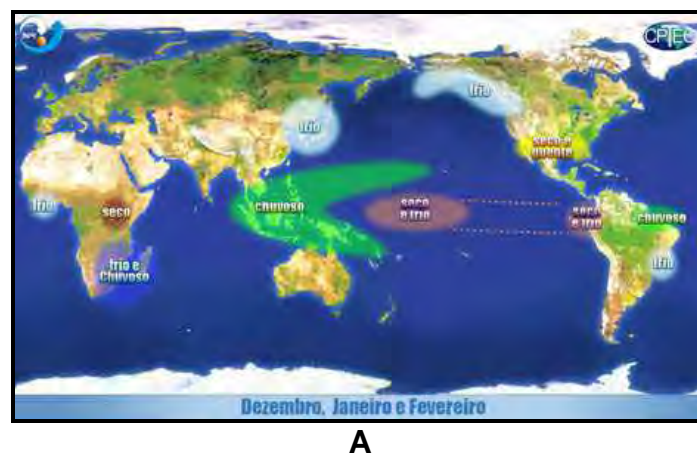 CPTEC
frio
frio
seco e
quente
frio
seco
chuvoso
seco
e frio
seco
e frio
chuvoso
frio e
chuvoso
frio
Dezembro, Janeiro e Fevereiro
A